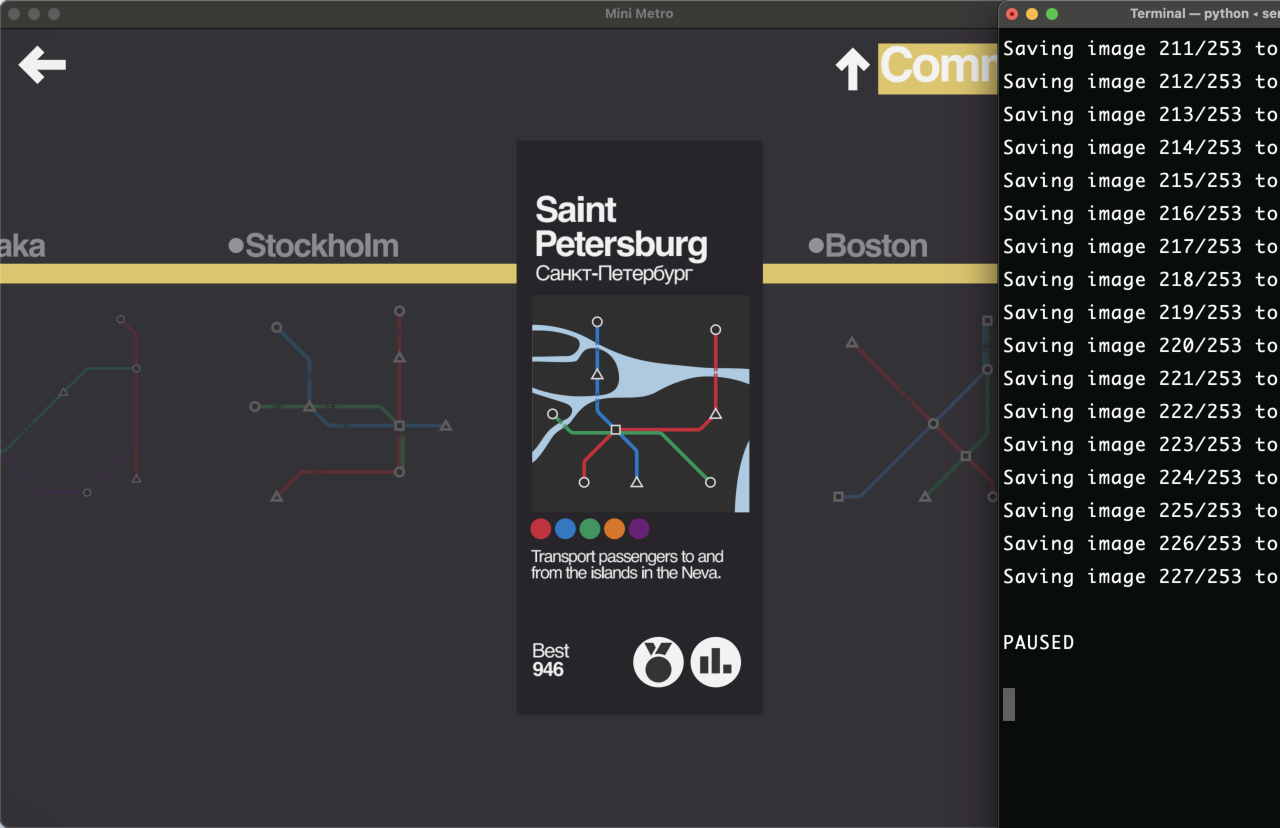 Mini Metro
Comm
aka
Stockholm
Saint
Petersburg
Санкт-Петербург
Boston
Transport passengers to and
from the islands in the Neva.
Best
946
Terminal — python ◂ ser
Saving image 211/253 to
Saving image 212/253 to
Saving image 213/253 to
Saving image 214/253 to
Saving image 215/253 to
Saving image 216/253 to
Saving image 217/253 to
Saving image 218/253 to
Saving image 219/253 to
Saving image 220/253 to
Saving image 221/253 to
Saving image 222/253 to
Saving image 223/253 to
Saving image 224/253 to
Saving image 225/253 to
Saving image 226/253 to
Saving image 227/253 to
PAUSED